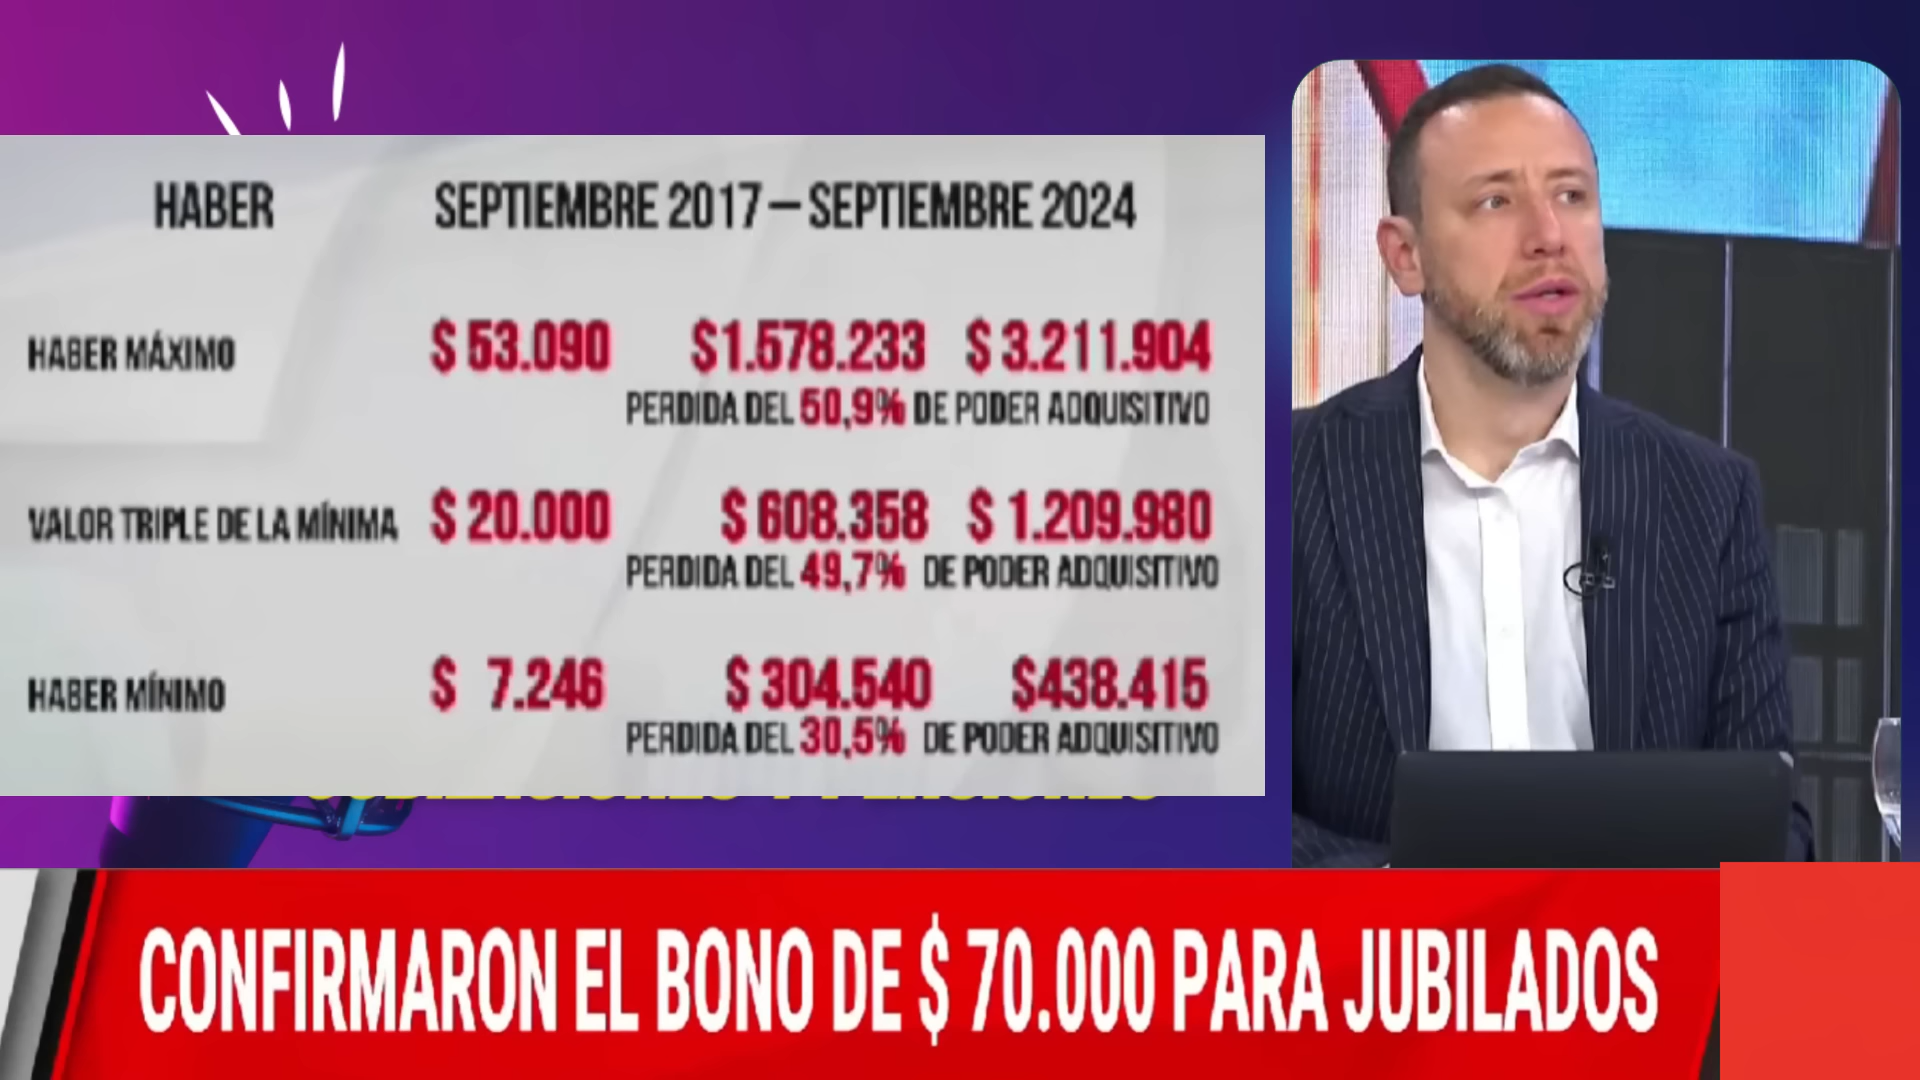 HABER SEPTIEMBRE 2017 – SEPTIEMBRE 2024
HABER MÁXIMO $ 53.090 $1.578.233 $ 3.211.904
PERDIDA DEL 50,9% DE PODER ADQUISITIVO
VALOR TRIPLE DE LA MÍNIMA $ 20.000 $ 608.358 $ 1.209.980
PERDIDA DEL 49,7% DE PODER ADQUISITIVO
HABER MÍNIMO $ 7.246 $ 304.540 $438.415
PERDIDA DEL 30,5% DE PODER ADQUISITIVO
CONFIRMARON EL BONO DE $ 70.000 PARA JUBILADOS